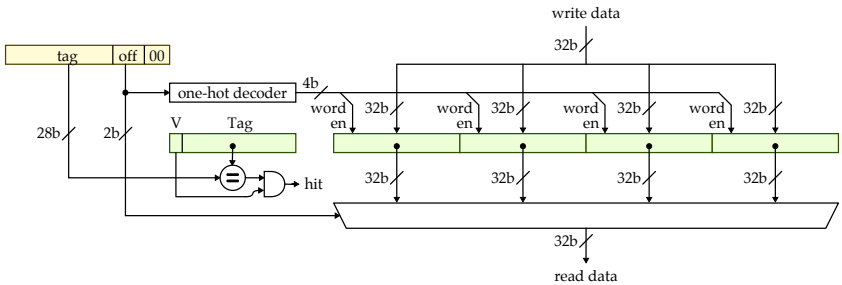 write data
32b
tag off 00
one-hot decoder
4b
word en
32b
word en
32b
word en
32b
word en
32b
28b
2b
V Tag
=
hit
32b
32b
32b
32b
32b
read data